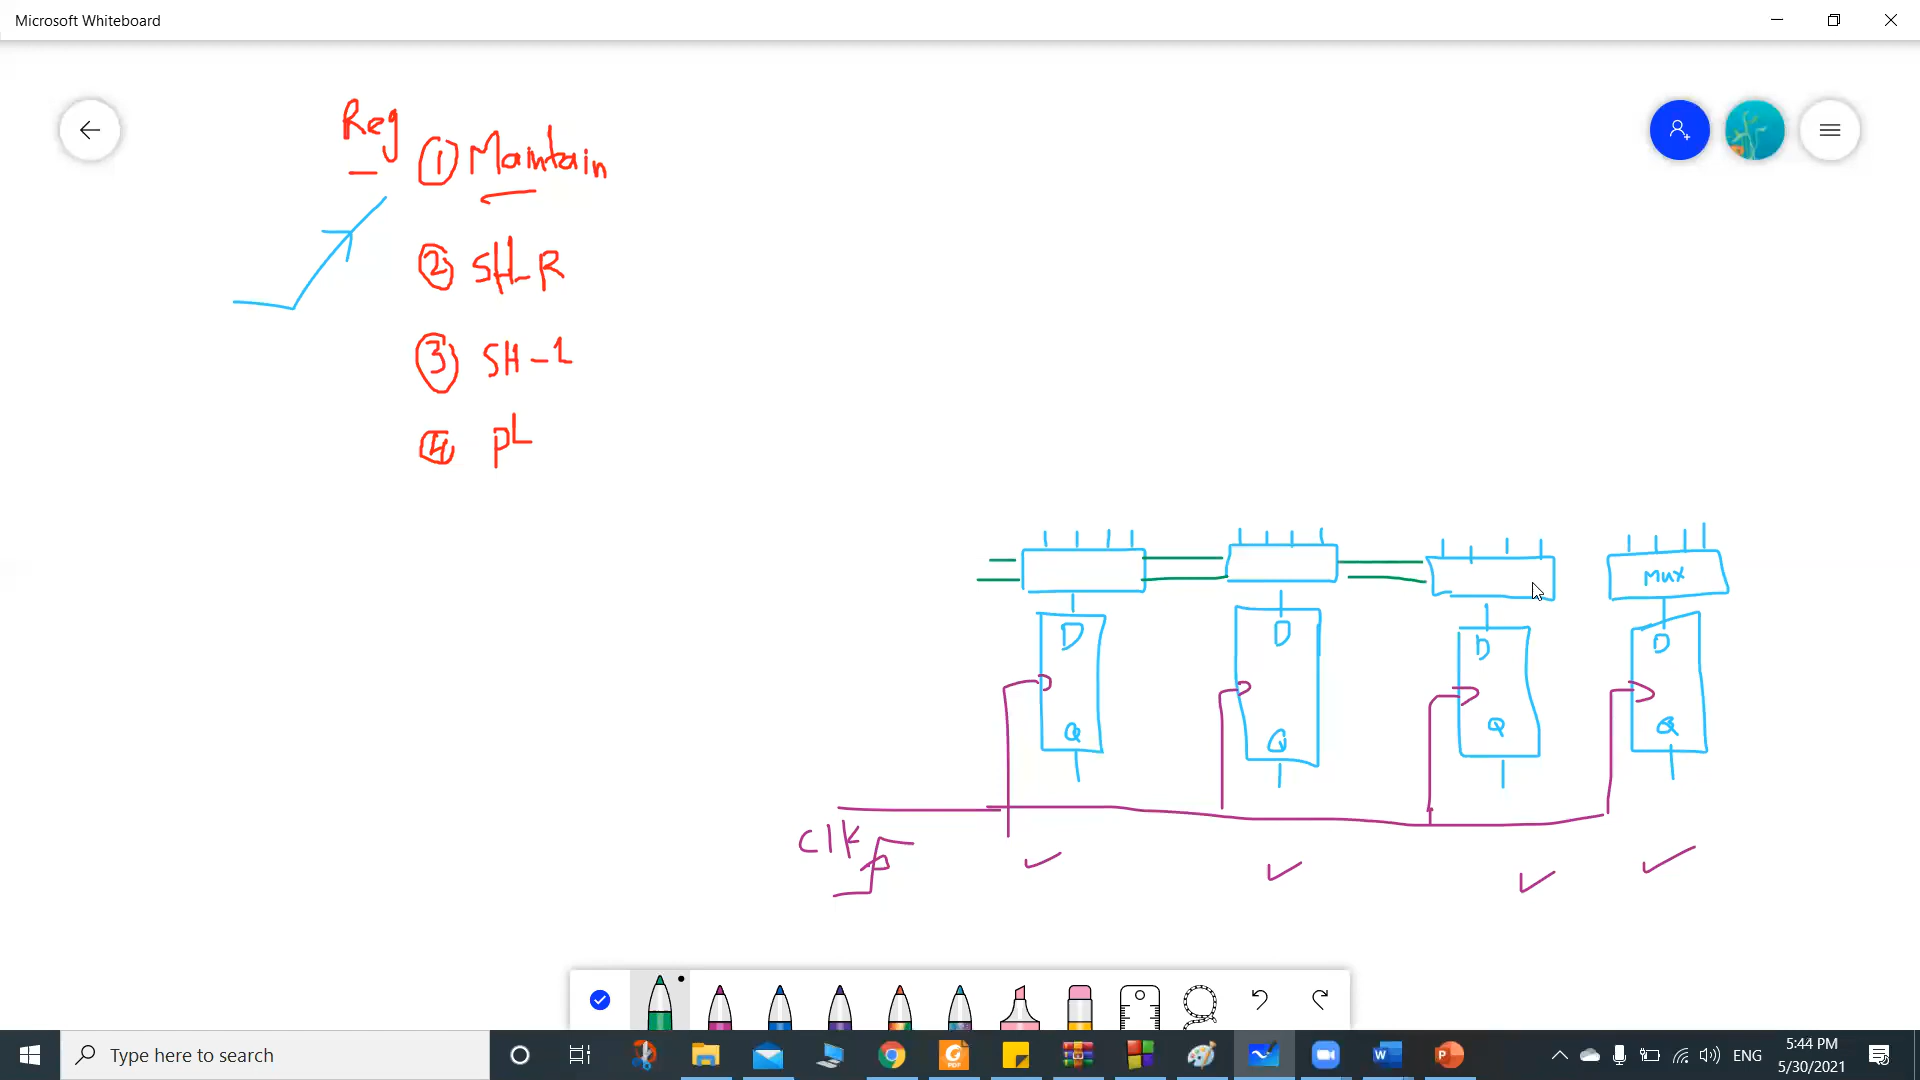 Microsoft Whiteboard
Reg
① Maintain
② SH-R
③ SH-L
④ PL
Mux
D D D D
Q Q Q Q
Clk
Type here to search
ENG
5:44 PM
5/30/2021